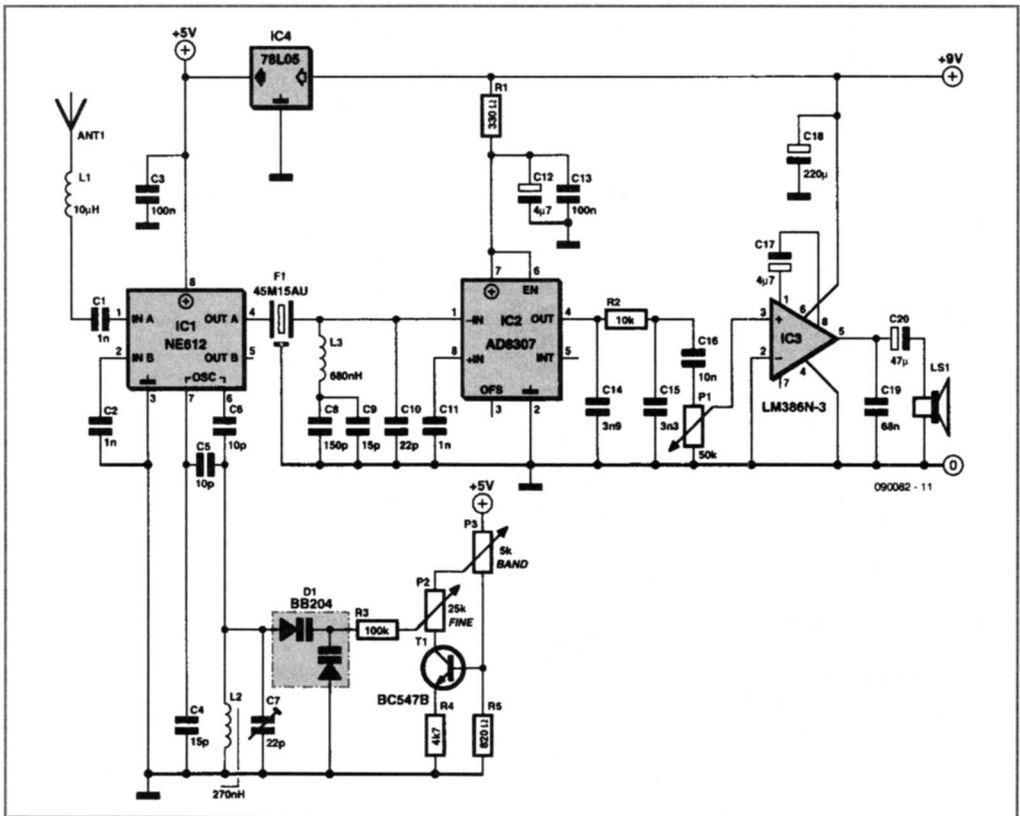 +5V
IC4
78L05
+9V
ANT1
R1
330 Ω
L1
10µH
C3
100n
C12
4µ7
C13
100n
C18
220µ
C17
4µ7
F1
45M15AU
8
7
6
EN
C1
1n
1
IN A
OUT A
4
IC1
NE612
2
IN B
OUT B
5
OSC
7
6
3
1
–IN
OUT
4
IC2
AD8307
8
+IN
INT
5
OFS
3
2
R2
10k
C16
10n
3
+
1
6
8
5
IC3
2
–
4
7
LM386N-3
C20
47µ
LS1
L3
680nH
C2
1n
C6
10p
C5
10p
C8
150p
C9
15p
C10
22p
C11
1n
C14
3n9
C15
3n3
P1
50k
C19
68n
0
090082 - 11
+5V
P3
5k
BAND
D1
BB204
R3
100k
P2
25k
FINE
T1
BC547B
C4
15p
L2
270nH
C7
22p
R4
4k7
R5
820Ω